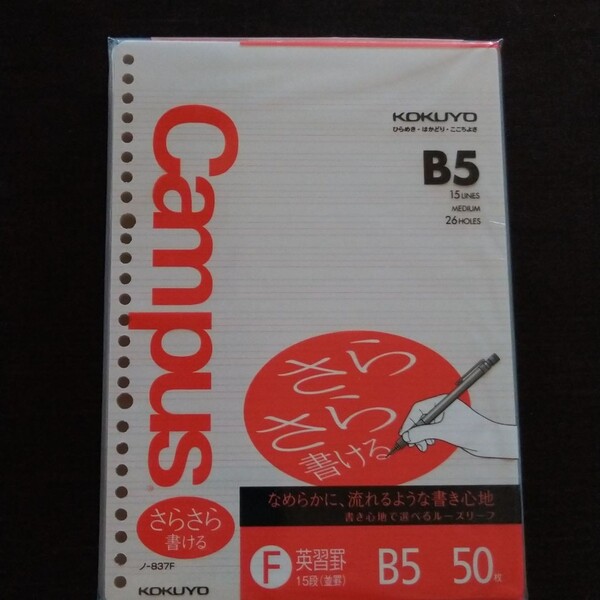 Campus
KOKUYO
ひらめき・はかどり・ここちよさ
B5
15 LINES
MEDIUM
26 HOLES
さら
さら
書ける
なめらかに、流れるような書き心地
書き心地で選べるルーズリーフ
さらさら
書ける
ノ-837F
KOKUYO
F 英習罫
15段(並罫)
B5 50枚